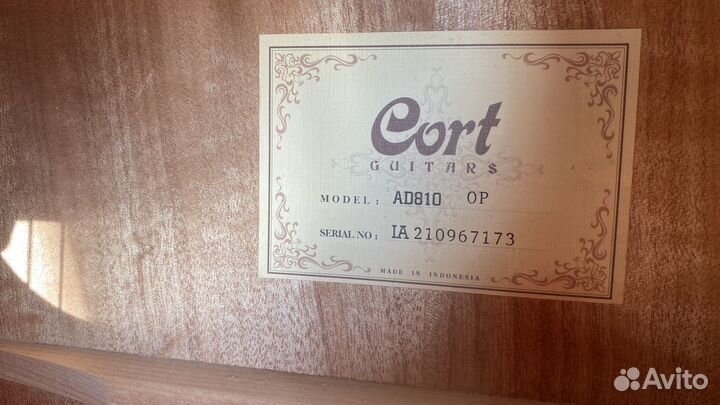 Cort
GUITARS
MODEL: AD810 OP
SERIAL NO: IA 210967173
MADE IN INDONESIA
Avito